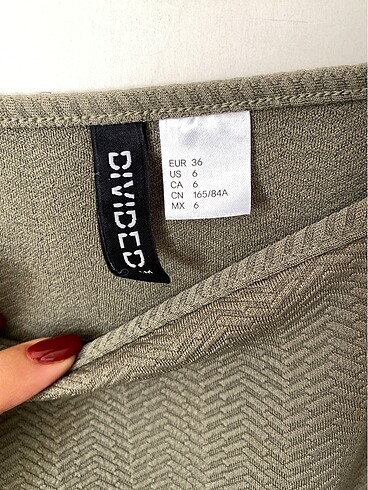 DIVIDED
EUR 36
US 6
CA 6
CN 165/84A
MX 6